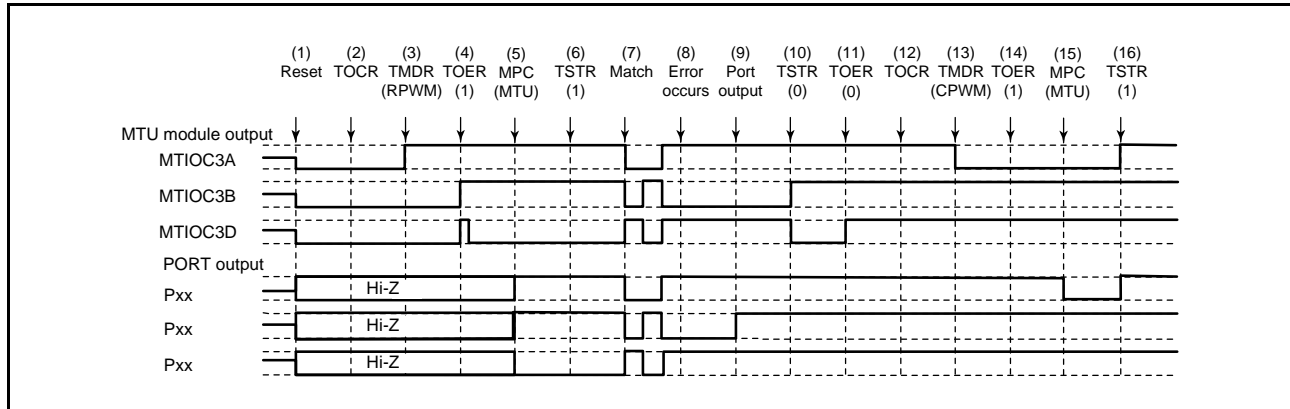 (1) (2) (3) (4) (5) (6) (7) (8) (9) (10) (11) (12) (13) (14) (15) (16)
Reset TOCR TMDR TOER MPC TSTR Match Error Port TSTR TOER TOCR TMDR TOER MPC TSTR
(RPWM) (1) (MTU) (1) occurs output (0) (0) (CPWM) (1) (MTU) (1)
MTU module output
MTIOC3A
MTIOC3B
MTIOC3D
PORT output
Pxx Hi-Z
Pxx Hi-Z
Pxx Hi-Z